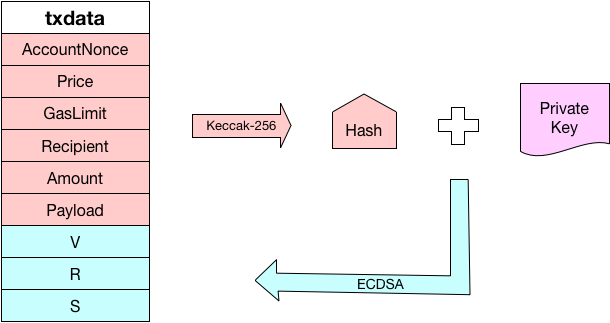 txdata
AccountNonce
Price
GasLimit
Recipient
Amount
Payload
V
R
S
Keccak-256
Hash
Private
Key
ECDSA